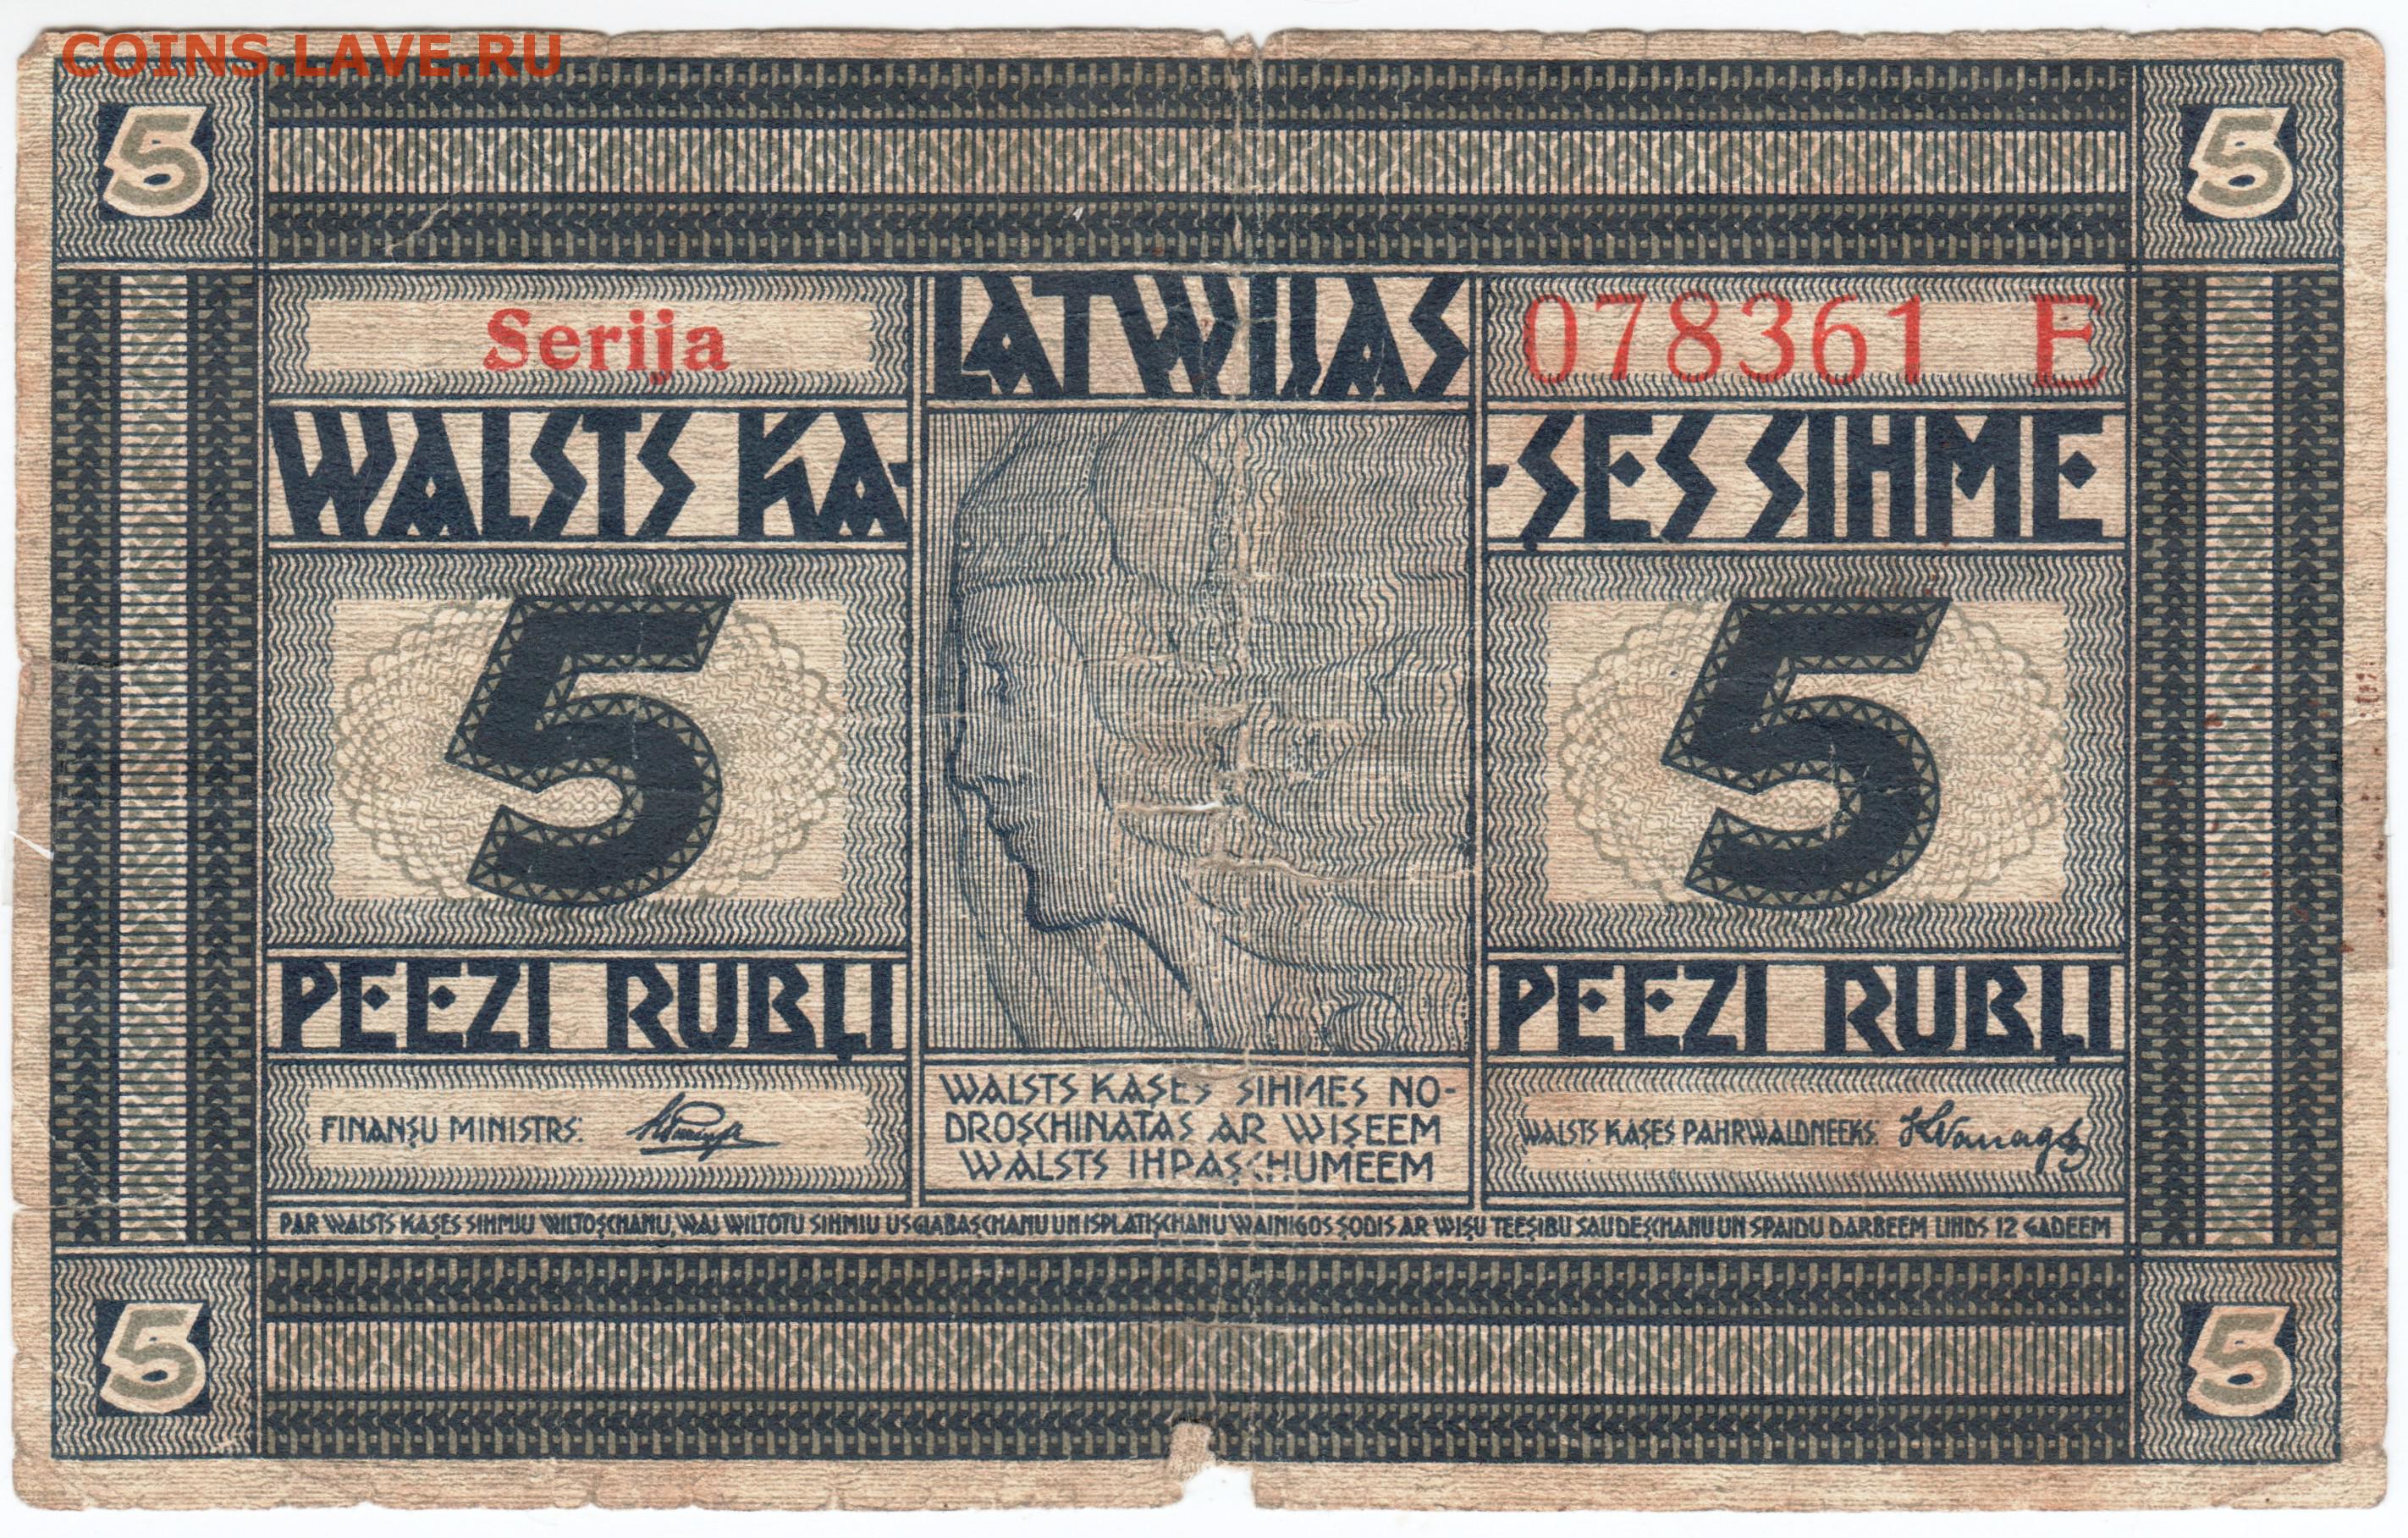 COINS.LAVE.RU
5 5
Serija
LATWIJAS
078361 E
WALSTS KA-
-ŞES SIHME
5 5
PEEZI RUBĻI
PEEZI RUBĻI
FINANŞU MINISTRS:
WALSTS KAŞES SIHMES NO-
DROŞCHINATAS AR WIŞEEM
WALSTS IHPAŞCHUMEEM
WALSTS KAŞES PAHRWALDNEEKS:
PAR WALSTS KAŞES SIHMJU WILTOŞCHANU, WAJ WILTOTU SIHMJU USGLABAŞCHANU UN ISPLATIŞCHANU WAINIGOS ŞODIS AR WIŞU TEEŞIBU SAUDEŞCHANU UN SPAIDU DARBEEM LIHDS 12 GADEEM
5 5